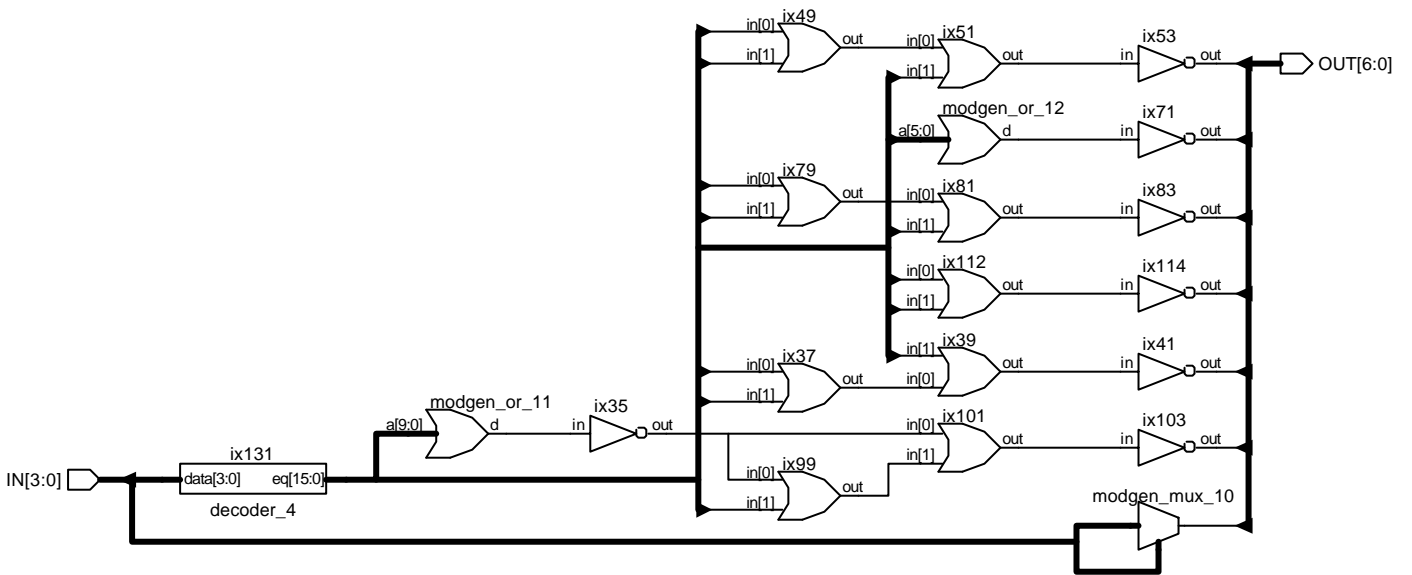 ix49
in[0] out
in[1]
ix51
in[0] out
in[1]
ix53
in out
OUT[6:0]
modgen_or_12
a[5:0] d
ix71
in out
ix79
in[0] out
in[1]
ix81
in[0] out
in[1]
ix83
in out
ix112
in[0] out
in[1]
ix114
in out
ix37
in[0] out
in[1]
ix39
in[1] out
in[0]
ix41
in out
modgen_or_11
a[9:0] d
ix35
in out
ix101
in[0] out
in[1]
ix103
in out
ix99
in[0] out
in[1]
IN[3:0]
ix131
data[3:0] eq[15:0]
decoder_4
modgen_mux_10